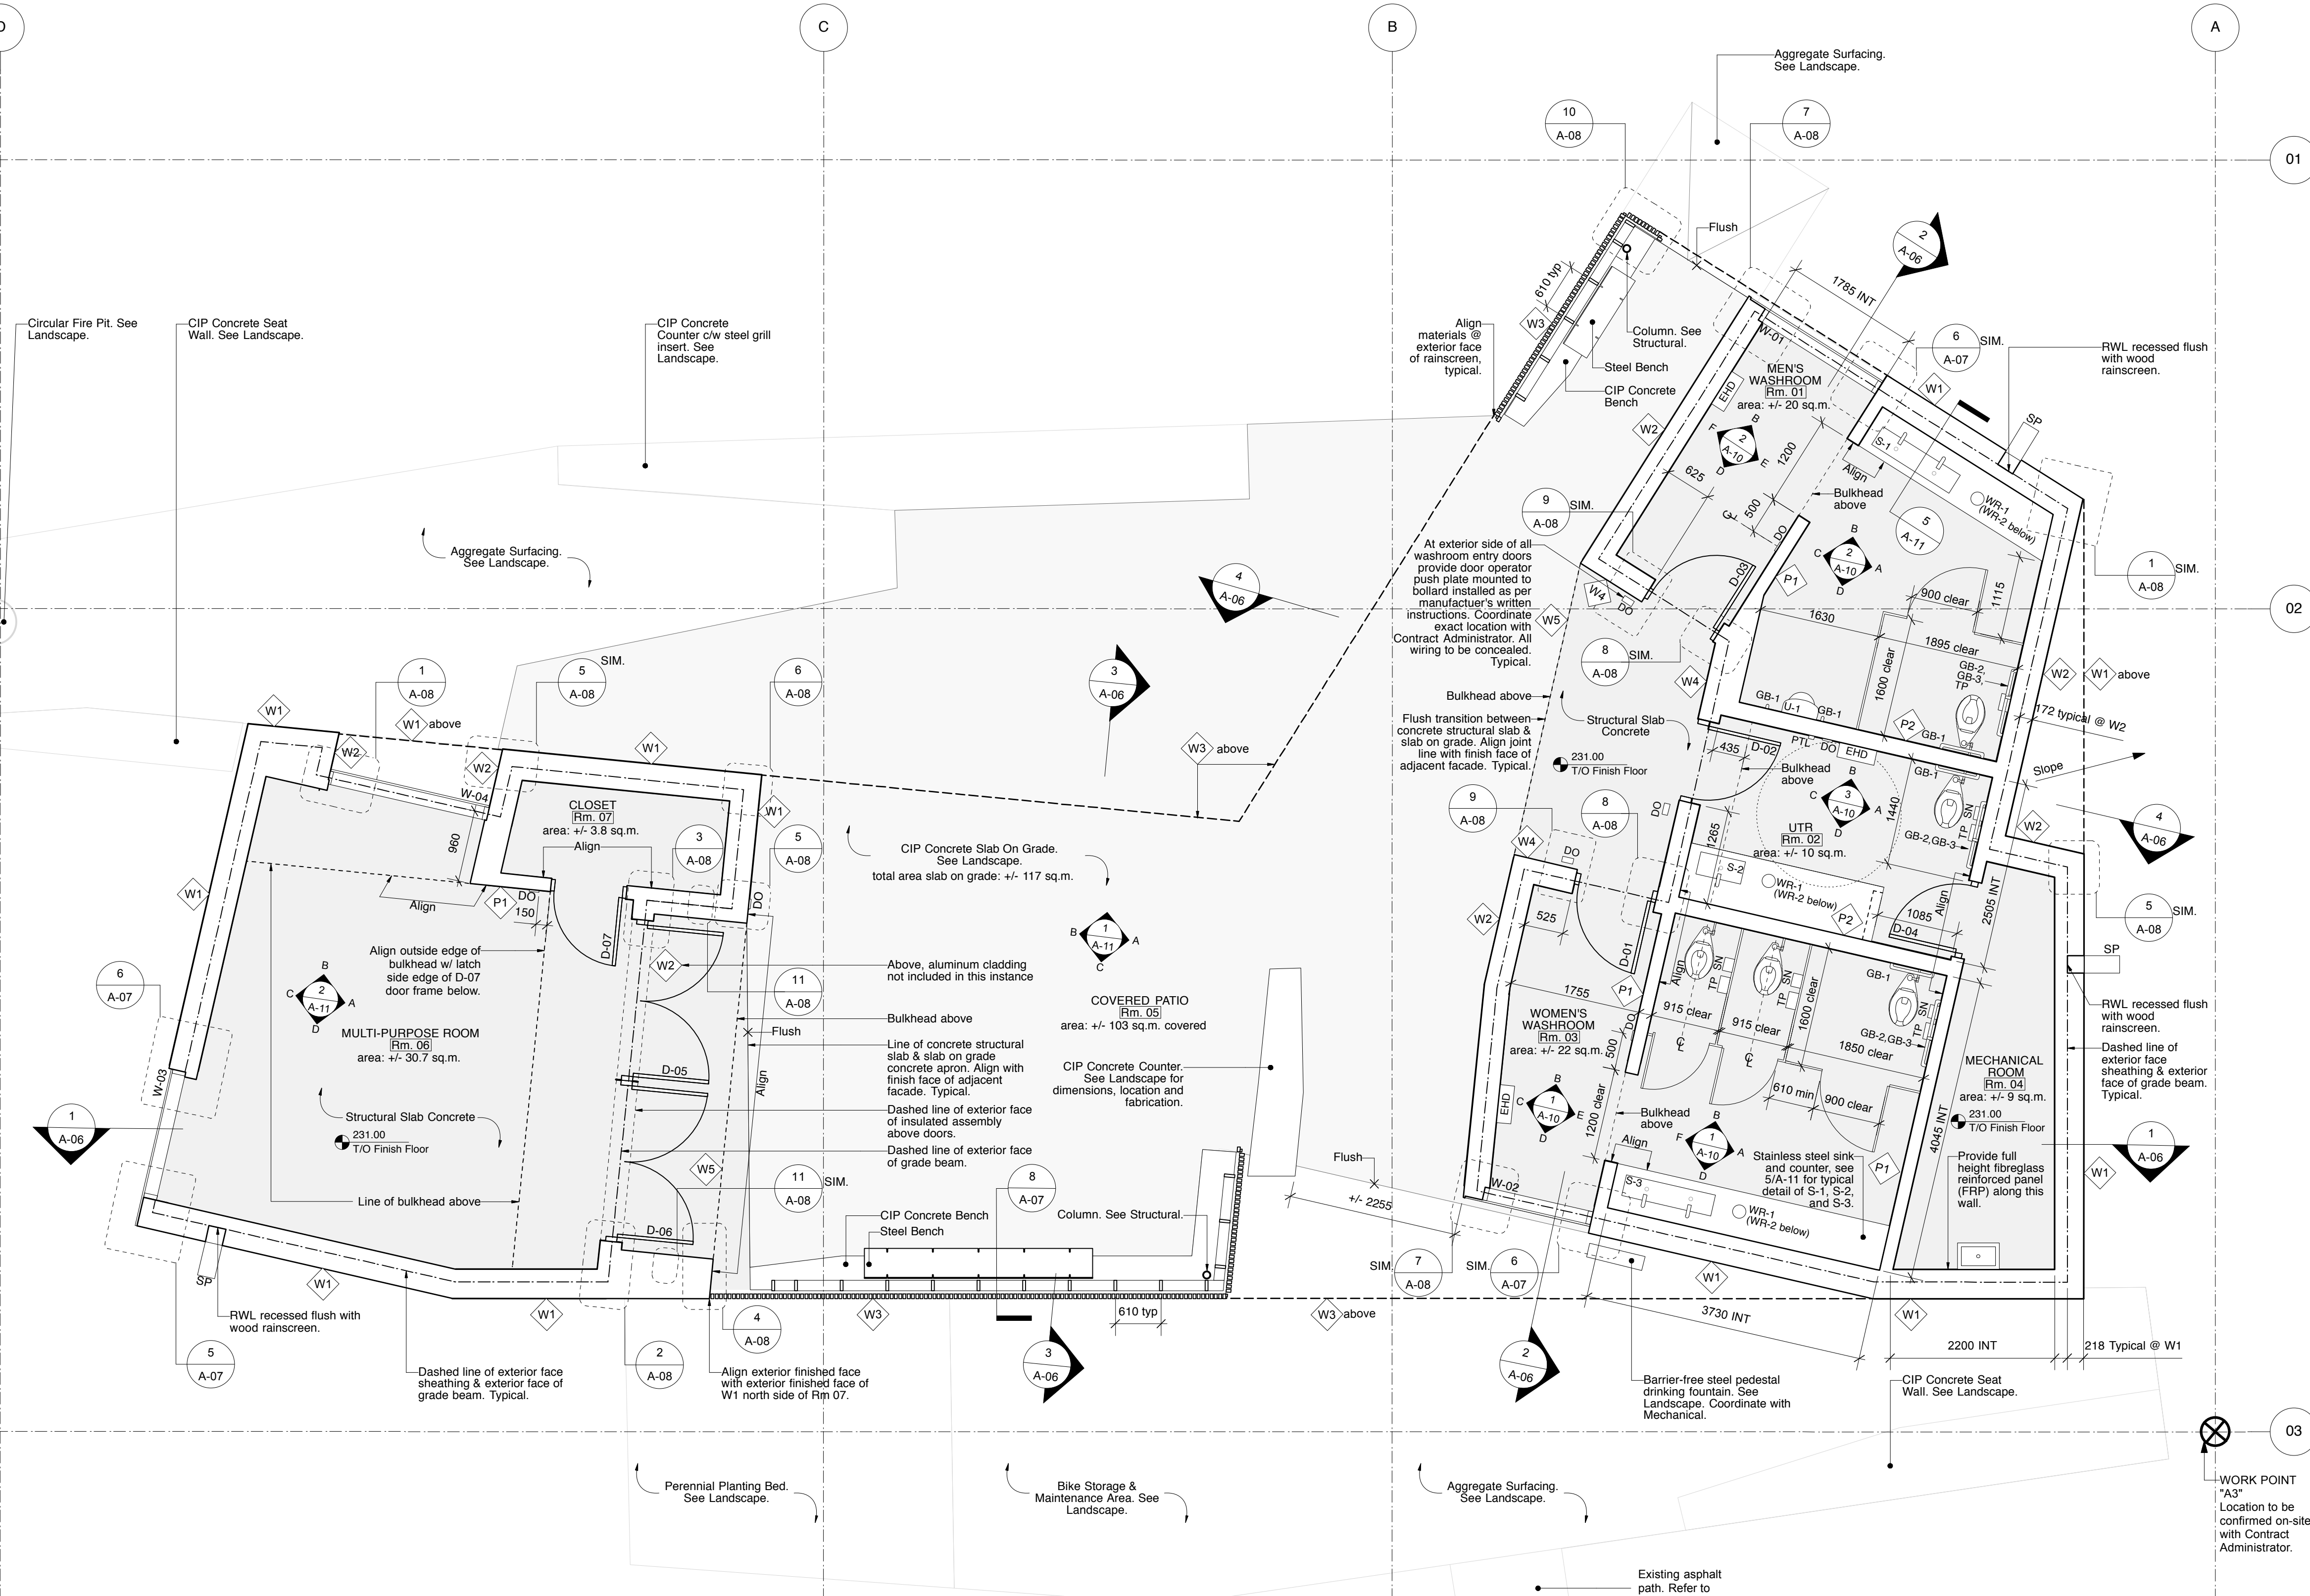 C
B
A
01
02
03
Aggregate Surfacing.
See Landscape.
10
A-08
7
A-08
Flush
2
A-06
1785 INT
610 typ
W3
Circular Fire Pit. See
Landscape.
CIP Concrete Seat
Wall. See Landscape.
CIP Concrete
Counter c/w steel grill
insert. See
Landscape.
Align
materials @
exterior face
of rainscreen,
typical.
Column. See
Structural.
Steel Bench
CIP Concrete
Bench
W-01
6
A-07
SIM.
RWL recessed flush
with wood
rainscreen.
MEN'S
WASHROOM
Rm. 01
area: +/- 20 sq.m.
EHD
W1
SP
W2
B
F
2
A-10
E
D
1200
625
500
S-1
Align
Bulkhead
above
WR-1
(WR-2 below)
5
A-11
9
A-08
SIM.
DO
B
C
2
A-10
A
D
1
A-08
SIM.
At exterior side of all
washroom entry doors
provide door operator
push plate mounted to
bollard installed as per
manufactuer's written
instructions. Coordinate
exact location with
Contract Administrator. All
wiring to be concealed.
Typical.
D-03
P1
W4
DO
W5
900 clear
1115
1630
1895 clear
1600 clear
GB-2,
GB-3,
TP
W2
W1
above
Aggregate Surfacing.
See Landscape.
4
A-06
8
A-08
SIM.
W4
GB-1
U-1
GB-1
P2
GB-1
172 typical @ W2
1
A-08
5
A-08
SIM.
6
A-08
3
A-06
W1
W1
above
W2
W1
W2
W3
above
Bulkhead above
Flush transition between
concrete structural slab &
slab on grade. Align joint
line with finish face of
adjacent facade. Typical.
Structural Slab
Concrete
231.00
T/O Finish Floor
435
D-02
PTL
DO
EHD
Bulkhead
above
B
C
3
A-10
A
D
GB-1
1440
SN
TP
GB-2,GB-3
Slope
W2
4
A-06
UTR
Rm. 02
area: +/- 10 sq.m.
W-04
CLOSET
Rm. 07
area: +/- 3.8 sq.m.
Align
W1
3
A-08
5
A-08
960
W1
Align
P1
DO
150
DO
CIP Concrete Slab On Grade.
See Landscape.
total area slab on grade: +/- 117 sq.m.
9
A-08
8
A-08
DO
1265
W4
DO
S-2
WR-1
(WR-2 below)
P2
1085
Align
2505 INT
D-04
5
A-08
SIM.
SP
Align outside edge of
bulkhead w/ latch
side edge of D-07
door frame below.
D-07
W2
Above, aluminum cladding
not included in this instance
B
1
A-11
A
C
W2
525
D-01
Align
TP
SN
TP
SN
GB-1
SN
TP
GB-2,GB-3
6
A-07
B
C
2
A-11
A
D
11
A-08
MULTI-PURPOSE ROOM
Rm. 06
area: +/- 30.7 sq.m.
Bulkhead above
Flush
Line of concrete structural
slab & slab on grade
concrete apron. Align with
finish face of adjacent
facade. Typical.
COVERED PATIO
Rm. 05
area: +/- 103 sq.m. covered
1755
P1
915 clear
915 clear
1600 clear
1850 clear
WOMEN'S
WASHROOM
Rm. 03
area: +/- 22 sq.m.
DO
500
RWL recessed flush
with wood
rainscreen.
Dashed line of
exterior face
sheathing & exterior
face of grade beam.
Typical.
MECHANICAL
ROOM
Rm. 04
area: +/- 9 sq.m.
231.00
T/O Finish Floor
W-03
D-05
Align
CIP Concrete Counter.
See Landscape for
dimensions, location and
fabrication.
EHD
B
C
1
A-10
E
D
1200 clear
610 min
900 clear
Bulkhead
above
B
F
1
A-10
A
D
4045 INT
1
A-06
Structural Slab Concrete
231.00
T/O Finish Floor
Dashed line of exterior face
of insulated assembly
above doors.
Dashed line of exterior face
of grade beam.
W5
11
A-08
SIM.
1
A-06
W1
Flush
+/- 2255
Align
Stainless steel sink
and counter, see
5/A-11 for typical
detail of S-1, S-2,
and S-3.
P1
Provide full
height fibreglass
reinforced panel
(FRP) along this
wall.
W-02
S-3
WR-1
(WR-2 below)
Line of bulkhead above
D-06
CIP Concrete Bench
Steel Bench
8
A-07
Column. See Structural.
SP
W1
RWL recessed flush with
wood rainscreen.
W1
4
A-08
W3
610 typ
W3
above
7
A-08
SIM.
6
A-07
SIM.
W1
3730 INT
W1
2200 INT
218 Typical @ W1
5
A-07
Dashed line of exterior face
sheathing & exterior face of
grade beam. Typical.
2
A-08
Align exterior finished face
with exterior finished face of
W1 north side of Rm 07.
3
A-06
2
A-06
Barrier-free steel pedestal
drinking fountain. See
Landscape. Coordinate with
Mechanical.
CIP Concrete Seat
Wall. See Landscape.
Perennial Planting Bed.
See Landscape.
Bike Storage &
Maintenance Area. See
Landscape.
Aggregate Surfacing.
See Landscape.
WORK POINT
"A3"
Location to be
confirmed on-site
with Contract
Administrator.
Existing asphalt
path. Refer to